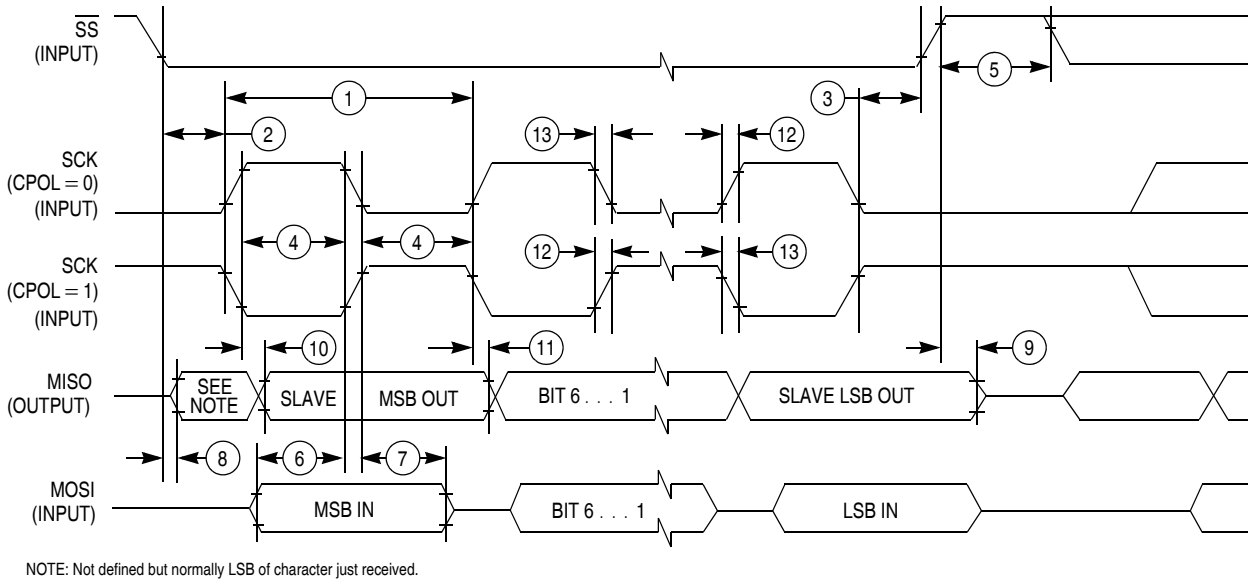 SS
(INPUT)
5
1
3
2
13
12
SCK
(CPOL = 0)
(INPUT)
4
4
12
13
SCK
(CPOL = 1)
(INPUT)
10
11
9
MISO
(OUTPUT)
SEE
NOTE
SLAVE
MSB OUT
BIT 6 . . . 1
SLAVE LSB OUT
8
6
7
MOSI
(INPUT)
MSB IN
BIT 6 . . . 1
LSB IN
NOTE: Not defined but normally LSB of character just received.